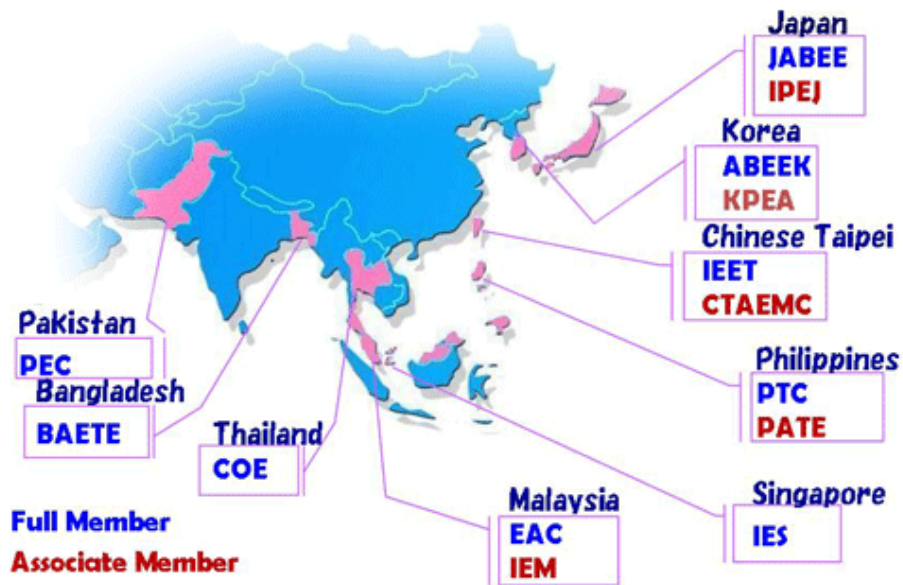 Japan
JABEE
IPEJ
Korea
ABEEK
KPEA
Chinese Taipei
IEET
CTAEMC
Philippines
PTC
PATE
Singapore
IES
Malaysia
EAC
IEM
Thailand
COE
Pakistan
PEC
Bangladesh
BAETE
Full Member
Associate Member